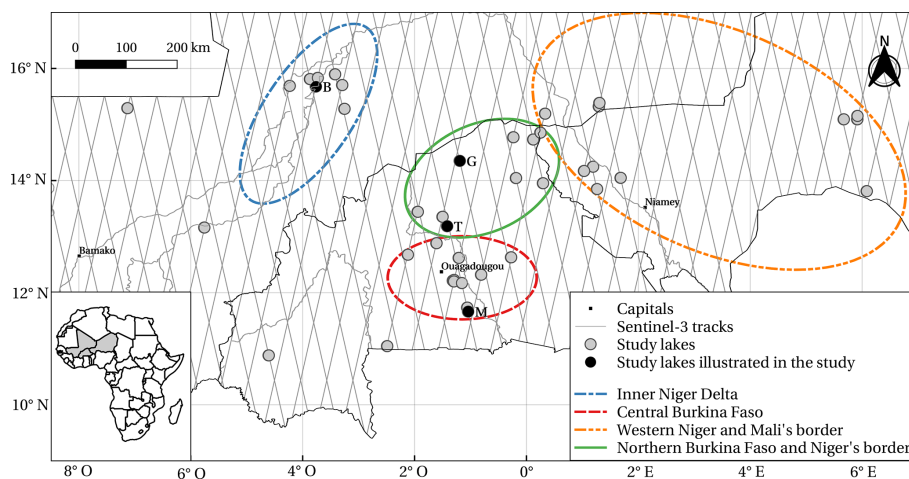 0 100 200 km
N
16° N
14° N
12° N
10° N
B
G
T
M
Niamey
Bamako
Ouagadougou
Capitals
Sentinel-3 tracks
Study lakes
Study lakes illustrated in the study
Inner Niger Delta
Central Burkina Faso
Western Niger and Mali's border
Northern Burkina Faso and Niger's border
8° O 6° O 4° O 2° O 0° 2° E 4° E 6° E